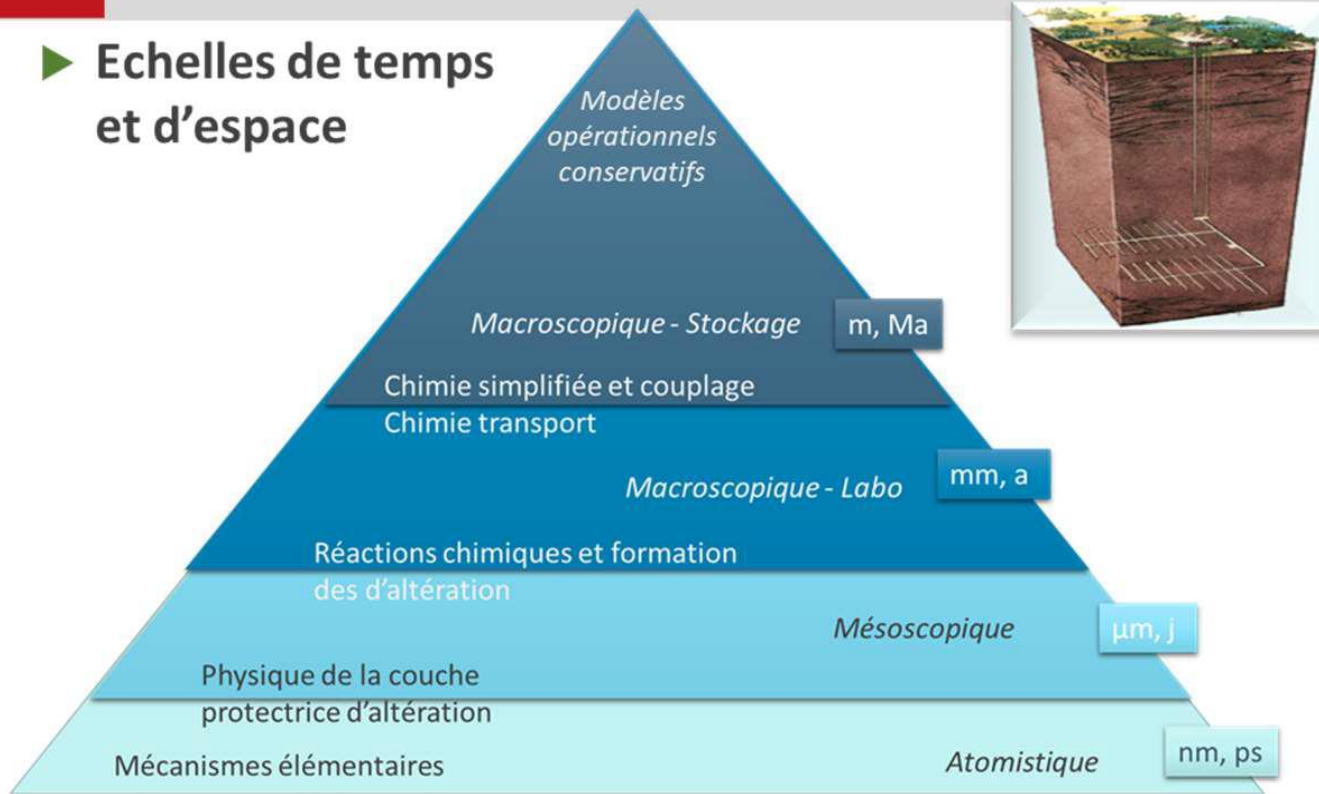 Echelles de temps
et d'espace
Modèles
opérationnels
conservatifs
Macroscopique - Stockage
m, Ma
Chimie simplifiée et couplage
Chimie transport
Macroscopique - Labo
mm, a
Réactions chimiques et formation
des d'altération
Mésoscopique
µm, j
Physique de la couche
protectrice d'altération
Mécanismes élémentaires
Atomistique
nm, ps